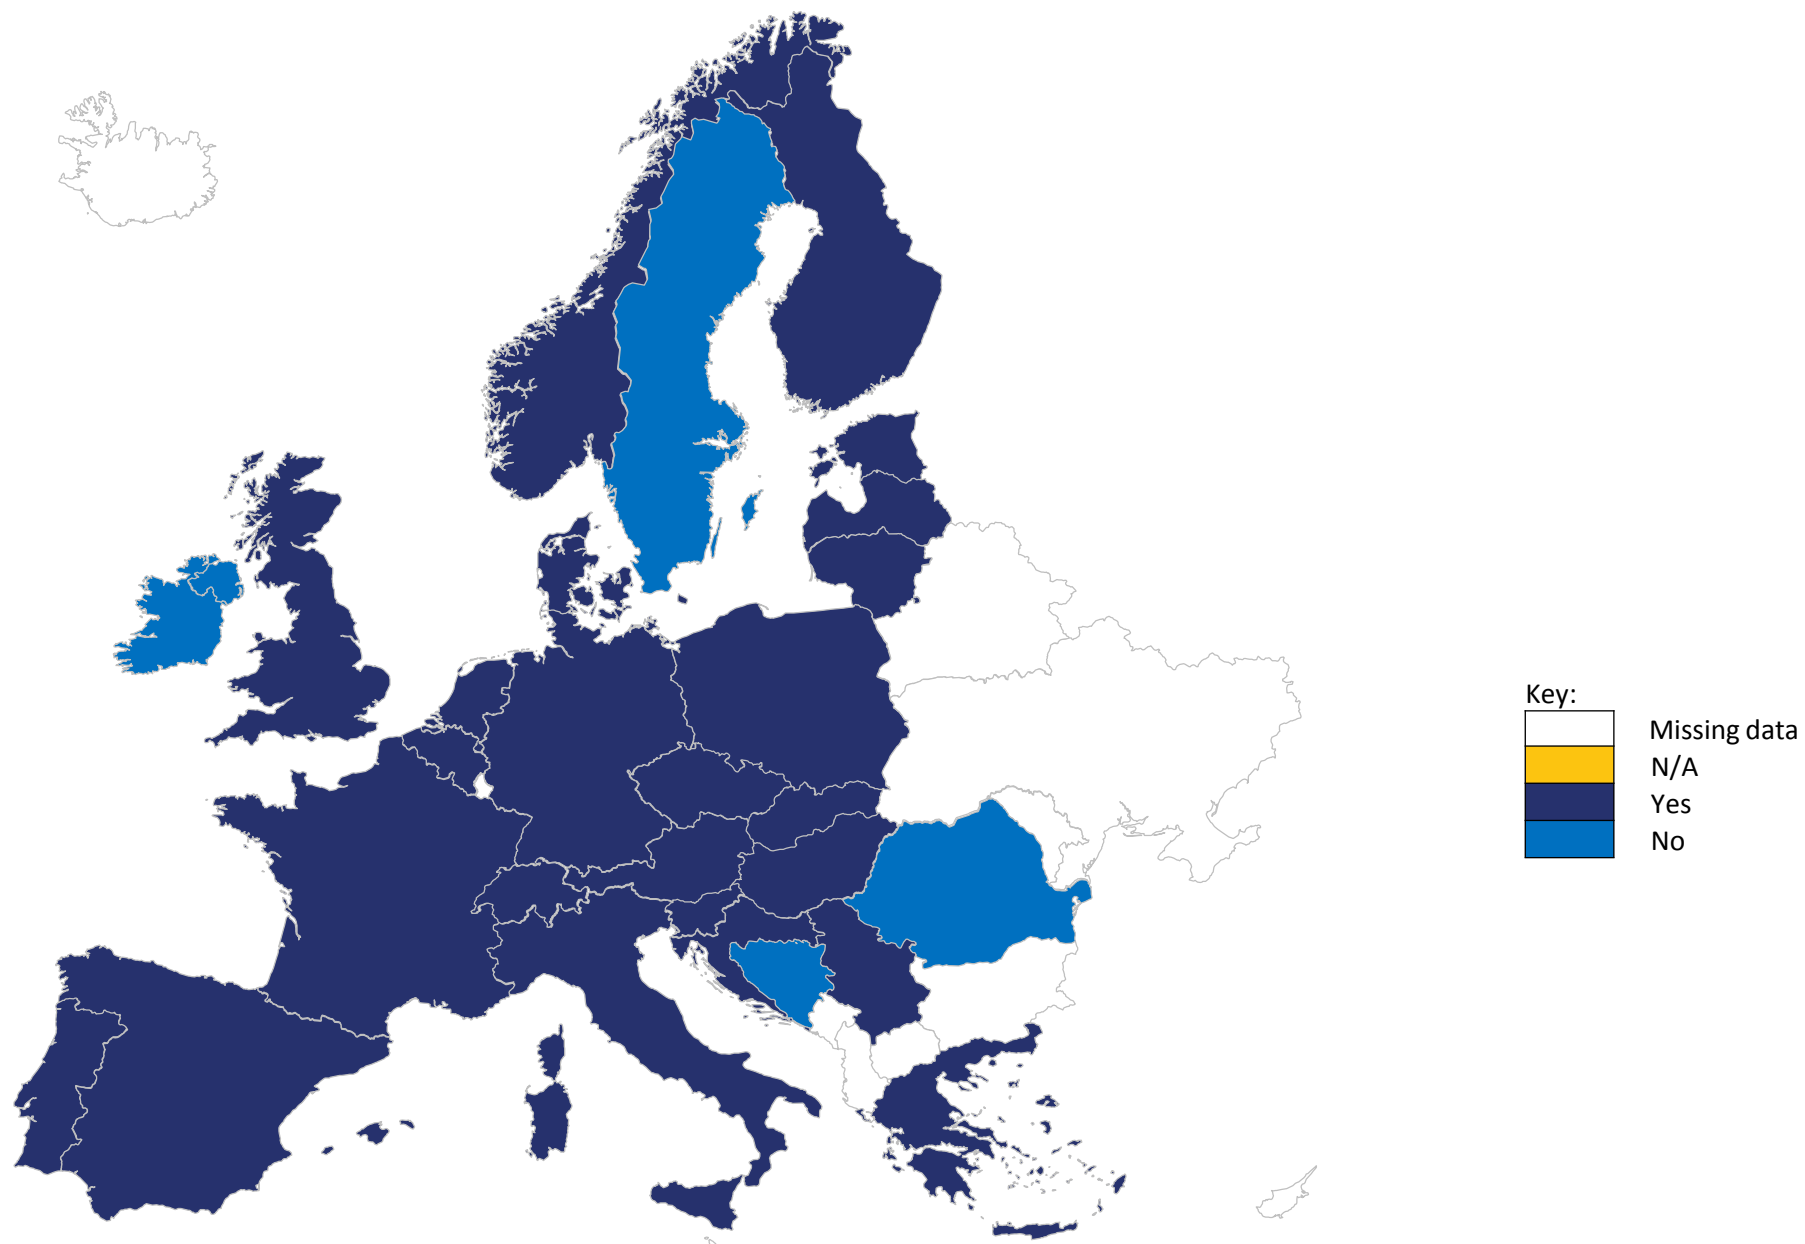 Key:
Missing data
N/A
Yes
No